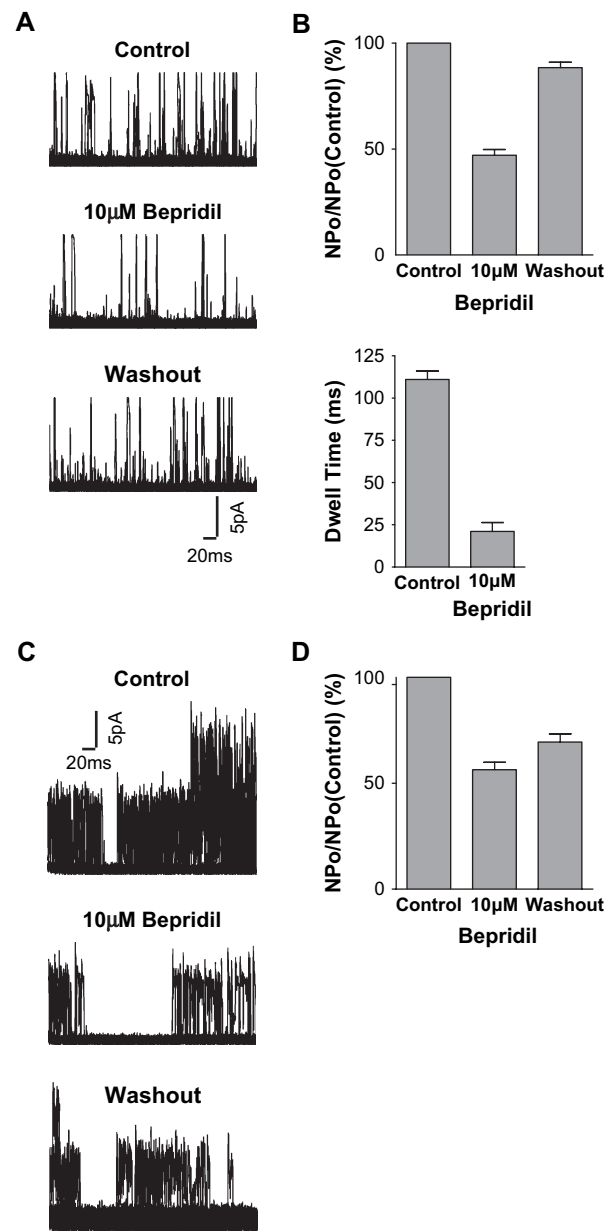 A
Control
10µM Bepridil
Washout
5pA
20ms
B
NPo/NPo(Control) (%)
100
50
0
Control 10µM Washout
Bepridil
Dwell Time (ms)
125
100
75
50
25
0
Control 10µM
Bepridil
C
Control
5pA
20ms
10µM Bepridil
Washout
D
NPo/NPo(Control) (%)
100
50
0
Control 10µM Washout
Bepridil